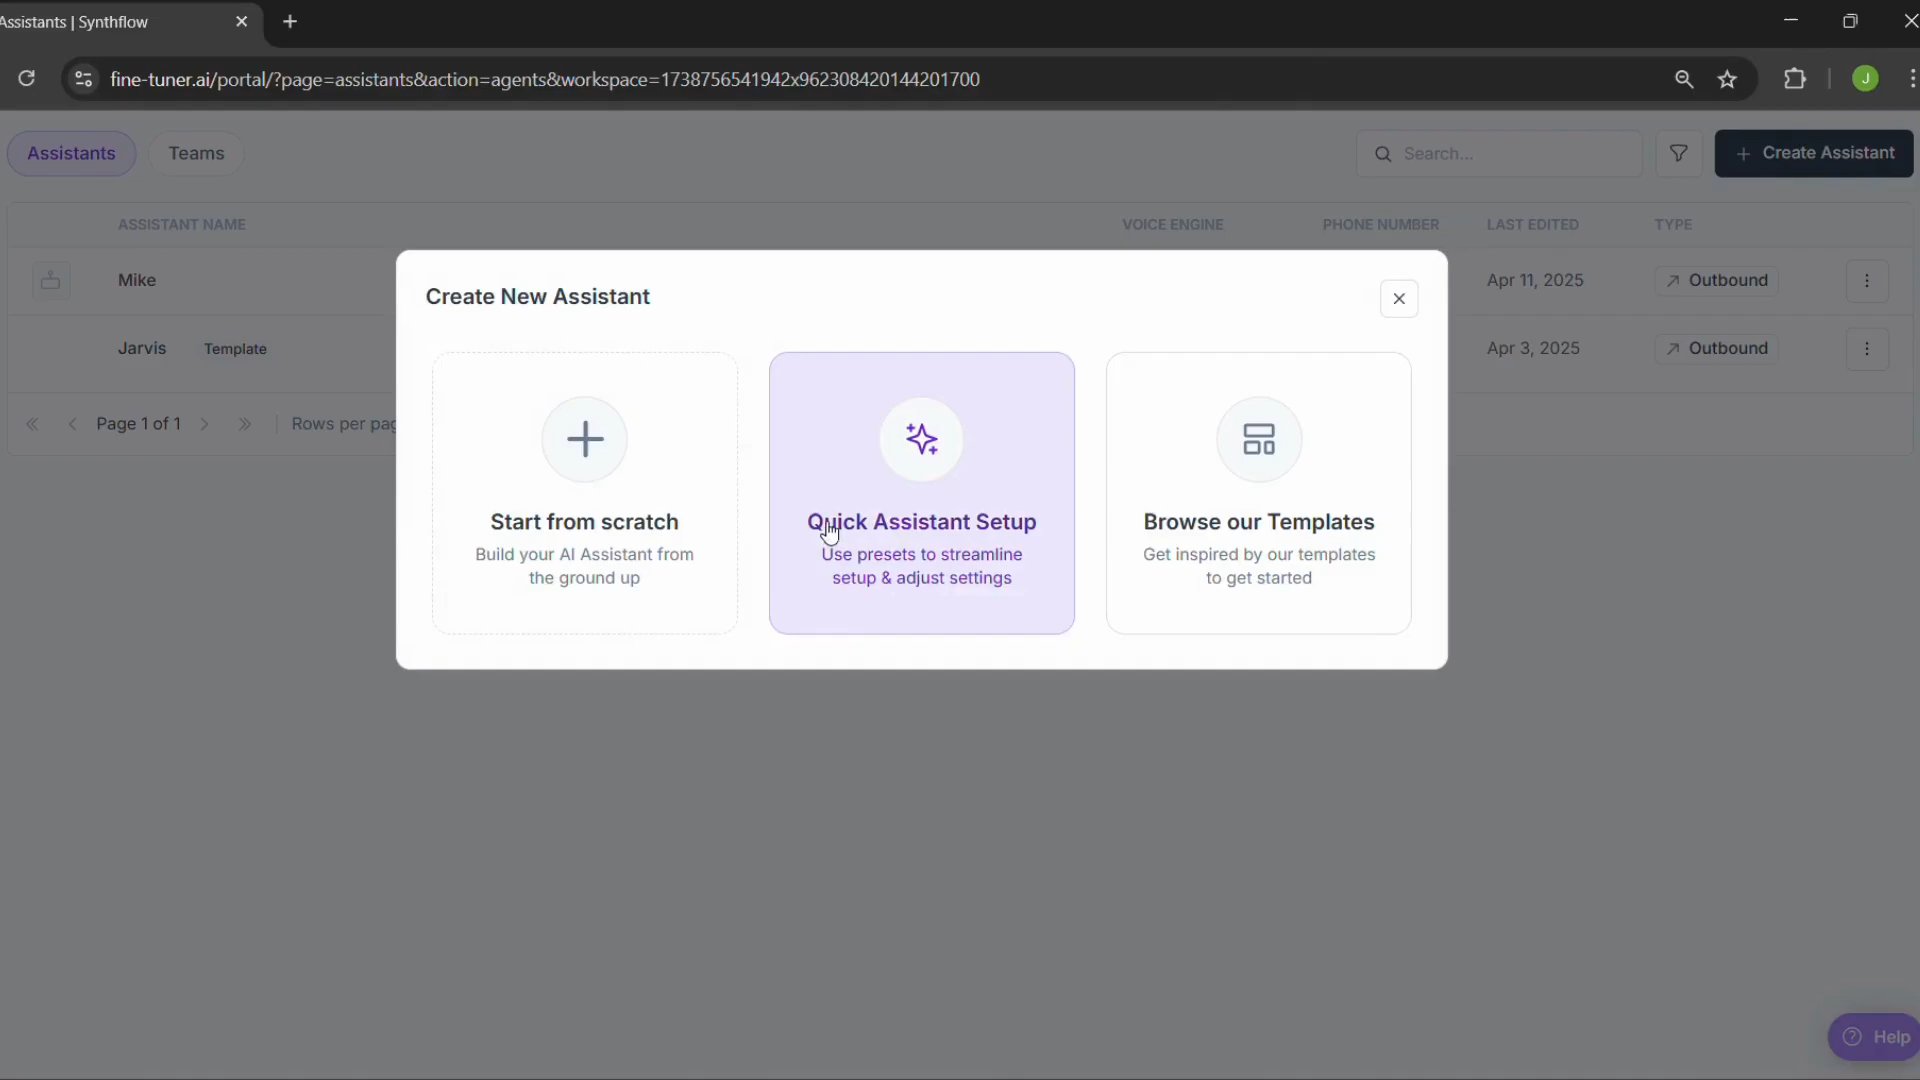 Assistants | Synthflow
fine-tuner.ai/portal/?page=assistants&action=agents&workspace=1738756541942x962308420144201700
J
Assistants
Teams
Search...
Create Assistant
ASSISTANT NAME
VOICE ENGINE
PHONE NUMBER
LAST EDITED
TYPE
Mike
Apr 11, 2025
Outbound
Jarvis
Template
Apr 3, 2025
Outbound
Page 1 of 1
Rows per pag
Create New Assistant
Start from scratch
Build your AI Assistant from
the ground up
Quick Assistant Setup
Use presets to streamline
setup & adjust settings
Browse our Templates
Get inspired by our templates
to get started
Help